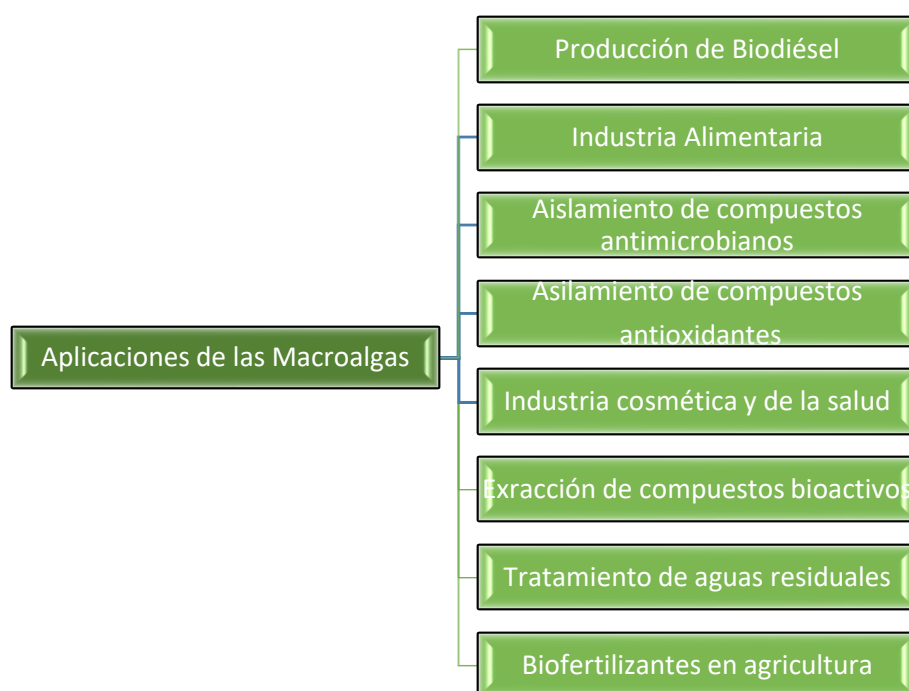 Producción de Biodiésel
Industria Alimentaria
Aislamiento de compuestos
antimicrobianos
Asilamiento de compuestos
antioxidantes
Aplicaciones de las Macroalgas
Industria cosmética y de la salud
Exracción de compuestos bioactivos
Tratamiento de aguas residuales
Biofertilizantes en agricultura